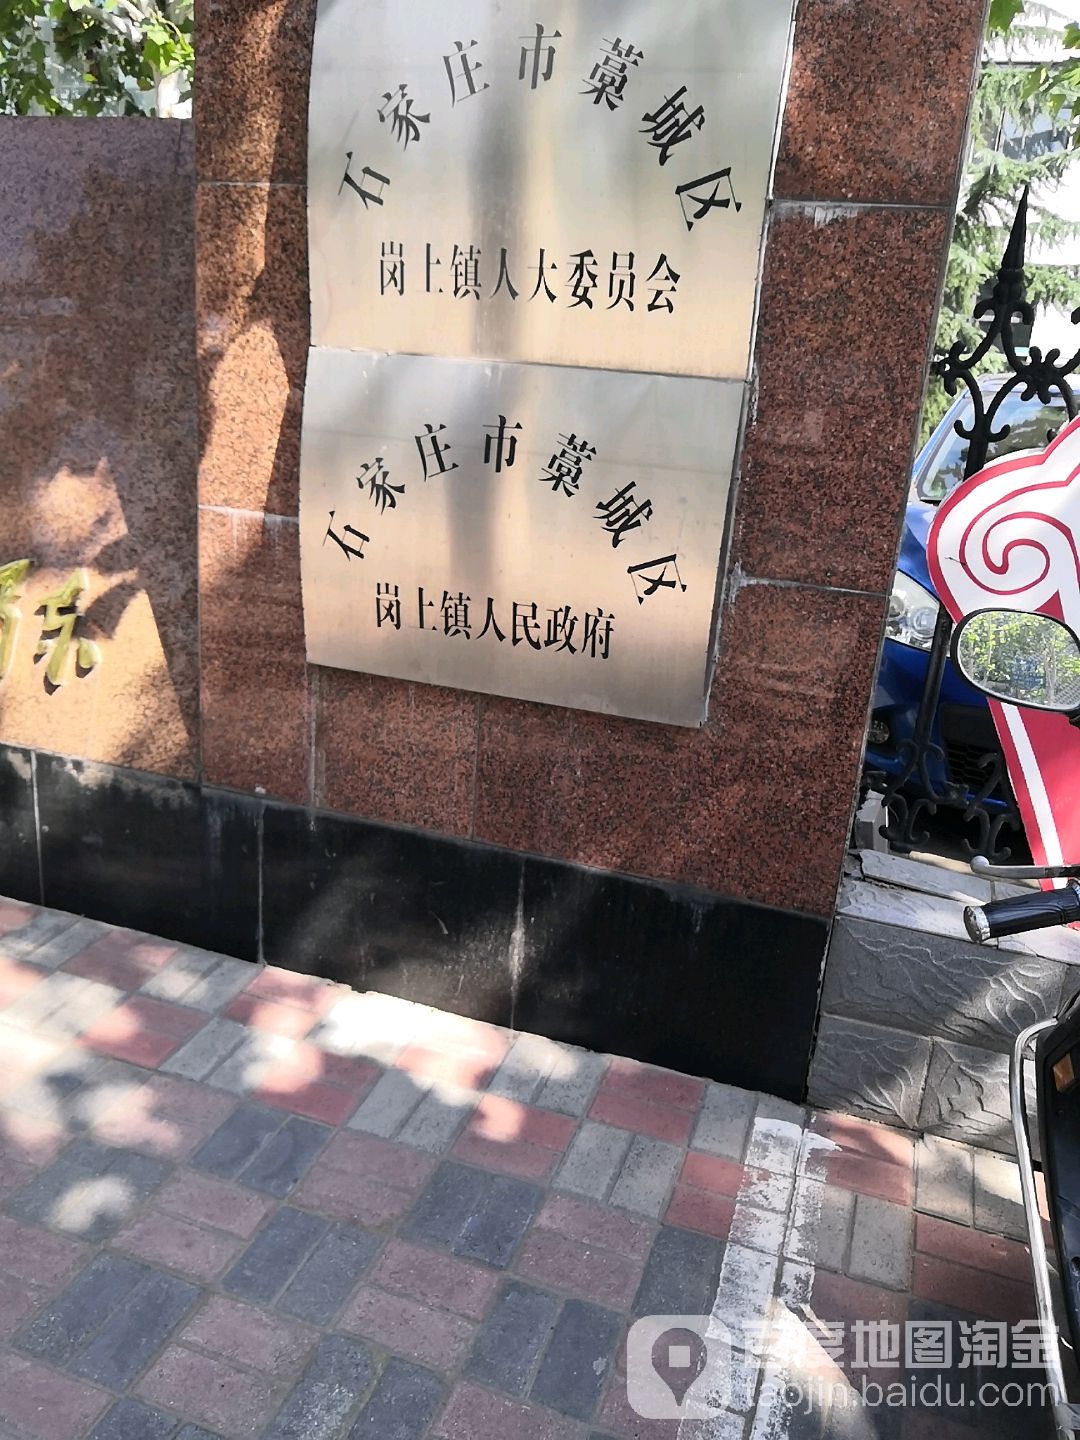 石家庄市藁城区
岗上镇人大委员会
石家庄市藁城区
岗上镇人民政府
东
百度地图淘金
taojin.baidu.com